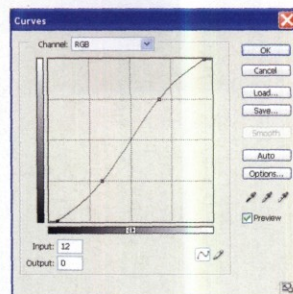 Curves
Channel: RGB
OK
Cancel
Load...
Save...
Smooth
Auto
Options...
Preview
Input: 12
Output: 0